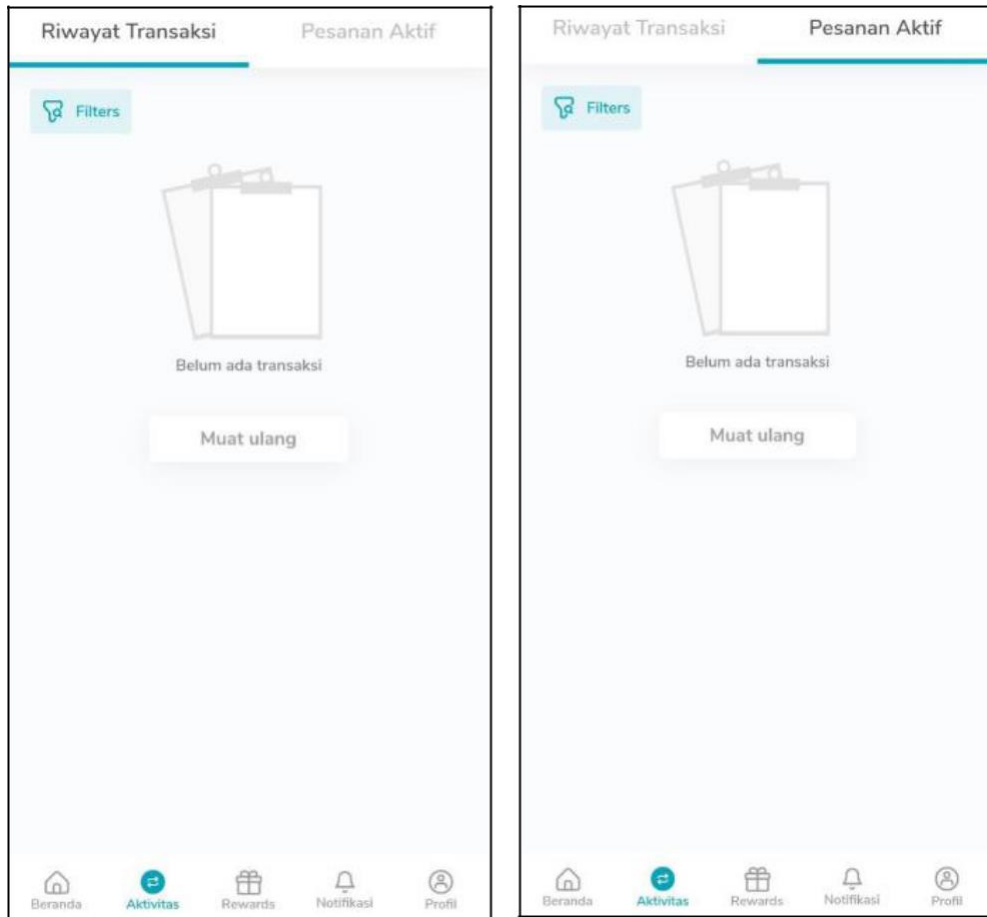 Riwayat Transaksi Pesanan Aktif
Filters
Belum ada transaksi
Muat ulang
Beranda Aktivitas Rewards Notifikasi Profil
Riwayat Transaksi Pesanan Aktif
Filters
Belum ada transaksi
Muat ulang
Beranda Aktivitas Rewards Notifikasi Profil